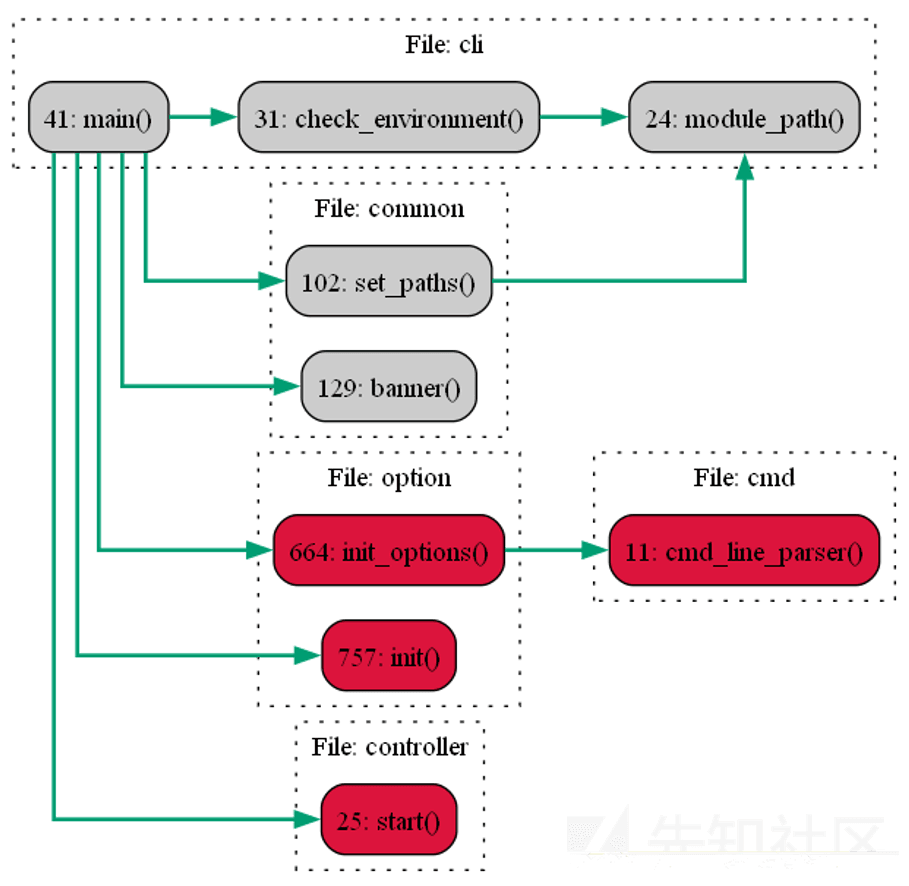 File: cli
41: main()
31: check_environment()
24: module_path()
File: common
102: set_paths()
129: banner()
File: option
664: init_options()
757: init()
File: cmd
11: cmd_line_parser()
File: controller
25: start()
先知社区